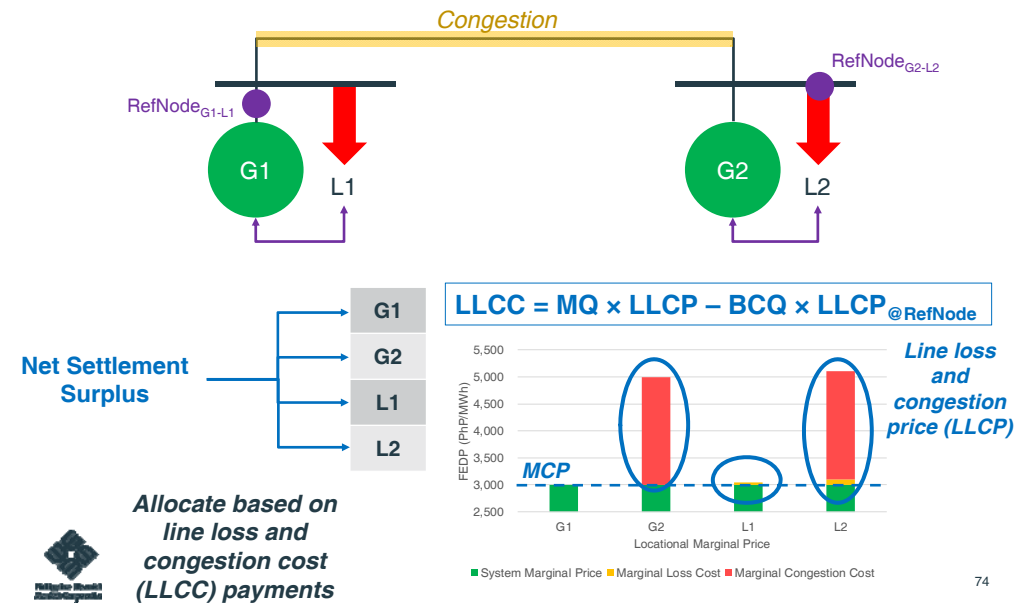 Congestion
RefNodeG1-L1
RefNodeG2-L2
G1
L1
G2
L2
Net Settlement
Surplus
G1
G2
L1
L2
Allocate based on
line loss and
congestion cost
(LLCC) payments
LLCC = MQ × LLCP – BCQ × LLCP@RefNode
Line loss
and
congestion
price (LLCP)
FEDP (PhP/MWh)
5,500
5,000
4,500
4,000
3,500
3,000
2,500
MCP
G1 G2 L1 L2
Locational Marginal Price
System Marginal Price Marginal Loss Cost Marginal Congestion Cost
74